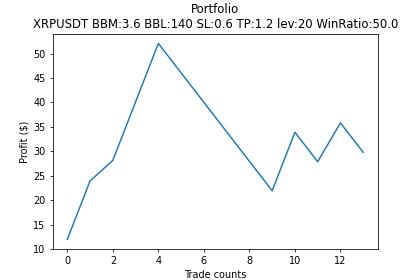 Portfolio
XRPUSDT BBM:3.6 BBL:140 SL:0.6 TP:1.2 lev:20 WinRatio:50.0
50
45
40
35
30
25
20
15
10
Profit ($)
0 2 4 6 8 10 12
Trade counts